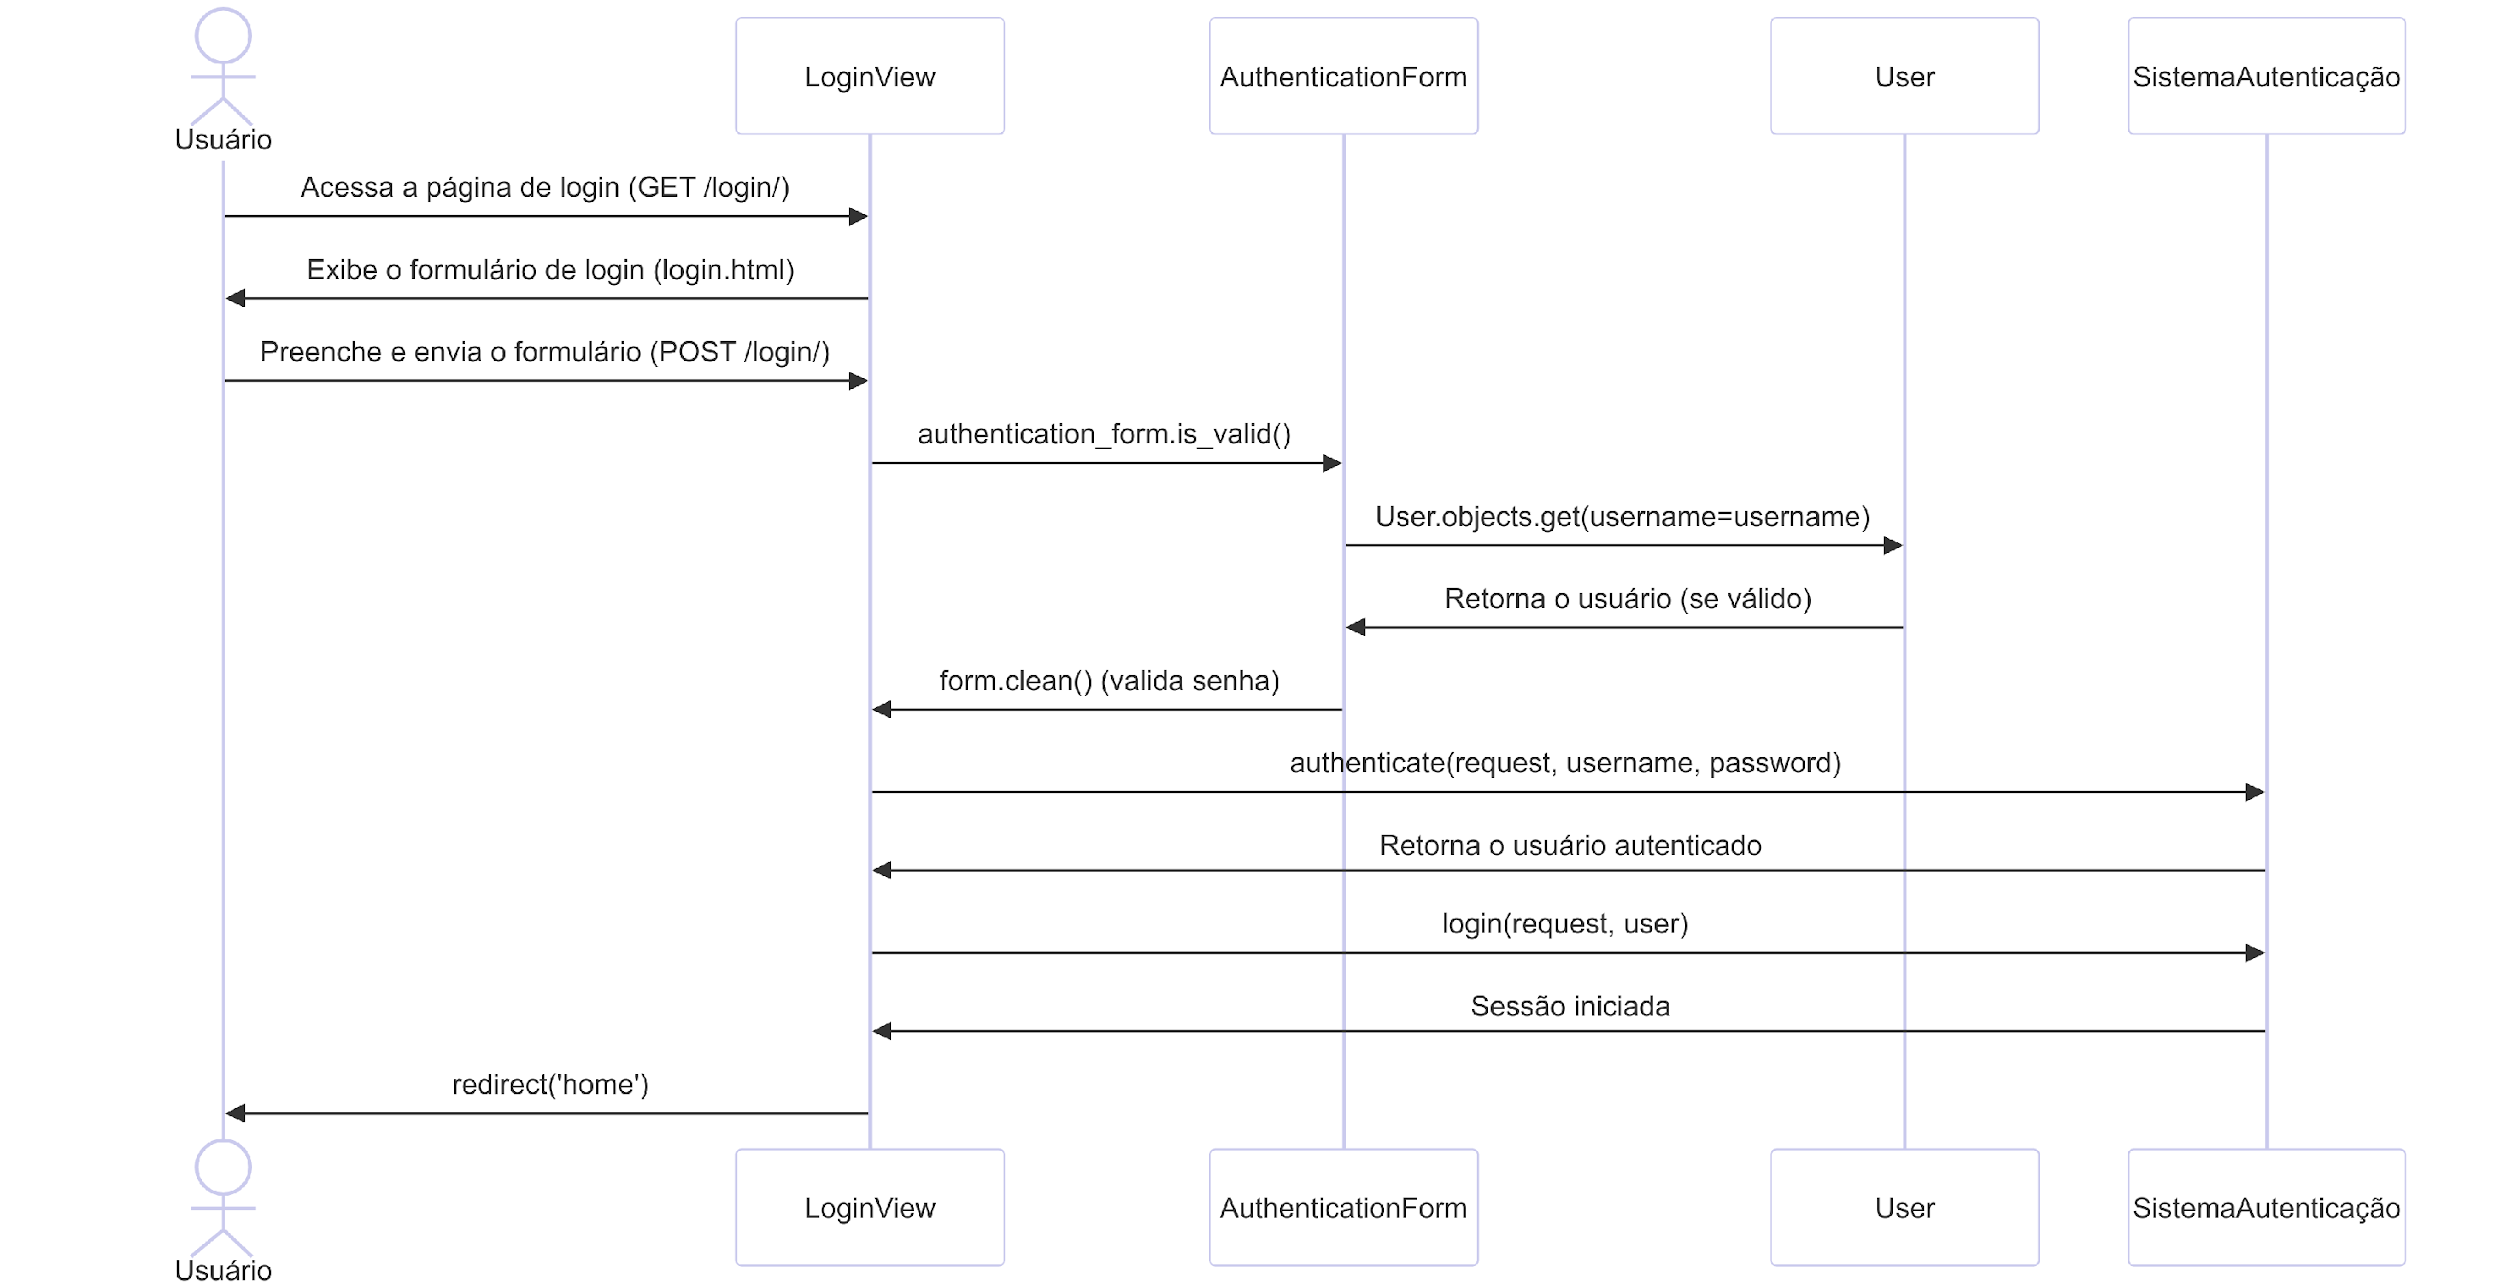 Usuário
LoginView
AuthenticationForm
User
SistemaAutenticação
Acessa a página de login (GET /login/)
Exibe o formulário de login (login.html)
Preenche e envia o formulário (POST /login/)
authentication_form.is_valid()
User.objects.get(username=username)
Retorna o usuário (se válido)
form.clean() (valida senha)
authenticate(request, username, password)
Retorna o usuário autenticado
login(request, user)
Sessão iniciada
redirect('home')
Usuário
LoginView
AuthenticationForm
User
SistemaAutenticação